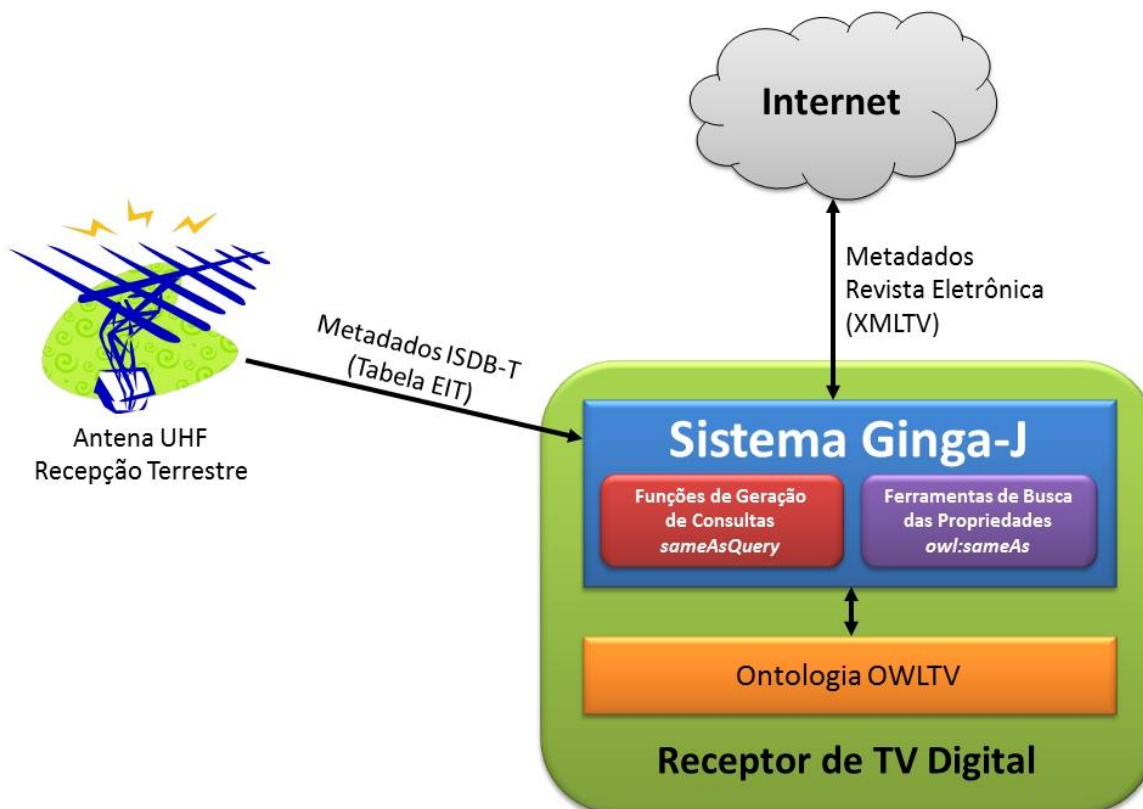 Internet
Metadados
Revista Eletrônica
(XMLTV)
Metadados ISDB-T
(Tabela EIT)
Antena UHF
Recepção Terrestre
Sistema Ginga-J
Funções de Geração
de Consultas
sameAsQuery
Ferramentas de Busca
das Propriedades
owl:sameAs
Ontologia OWLTV
Receptor de TV Digital